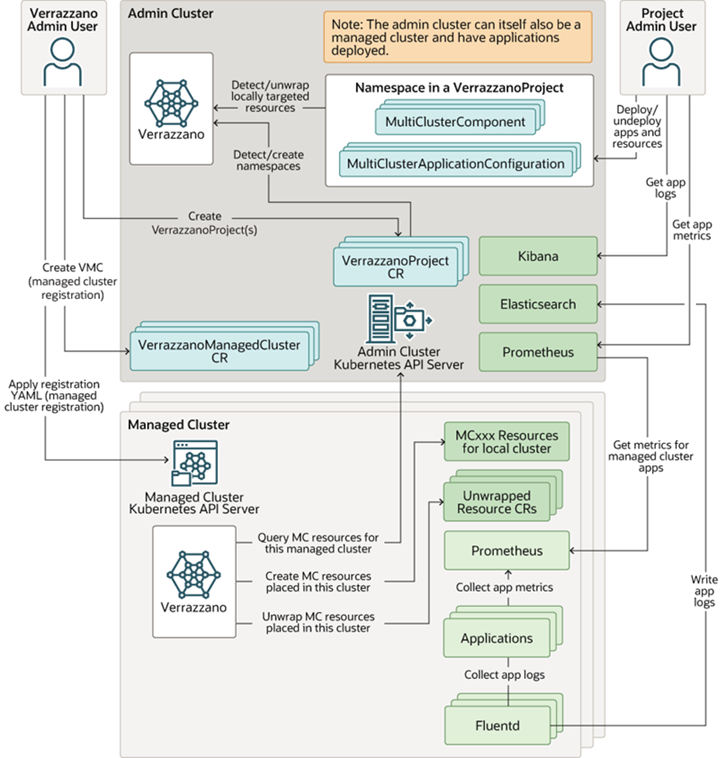 Verrazzano
Admin User
Admin Cluster
Note: The admin cluster can itself also be a
managed cluster and have applications
deployed.
Project
Admin User
Verrazzano
Detect/unwrap
locally targeted
resources
Namespace in a VerrazzanoProject
MultiClusterComponent
MultiClusterApplicationConfiguration
Deploy/
undeploy
apps and
resources
Detect/create
namespaces
Get app
logs
Create
VerrazzanoProject(s)
Get app
metrics
VerrazzanoProject
CR
Kibana
Create VMC
(managed cluster
registration)
Elasticsearch
VerrazzanoManagedCluster
CR
Admin Cluster
Kubernetes API Server
Prometheus
Apply registration
YAML (managed
cluster registration)
Managed Cluster
Managed Cluster
Kubernetes API Server
MCxxx Resources
for local cluster
Get metrics for
managed cluster
apps
Unwrapped
Resource CRs
Verrazzano
Query MC resources for
this managed cluster
Create MC resources
placed in this cluster
Unwrap MC resources
placed in this cluster
Prometheus
Collect app metrics
Write
app
logs
Applications
Collect app logs
Fluentd